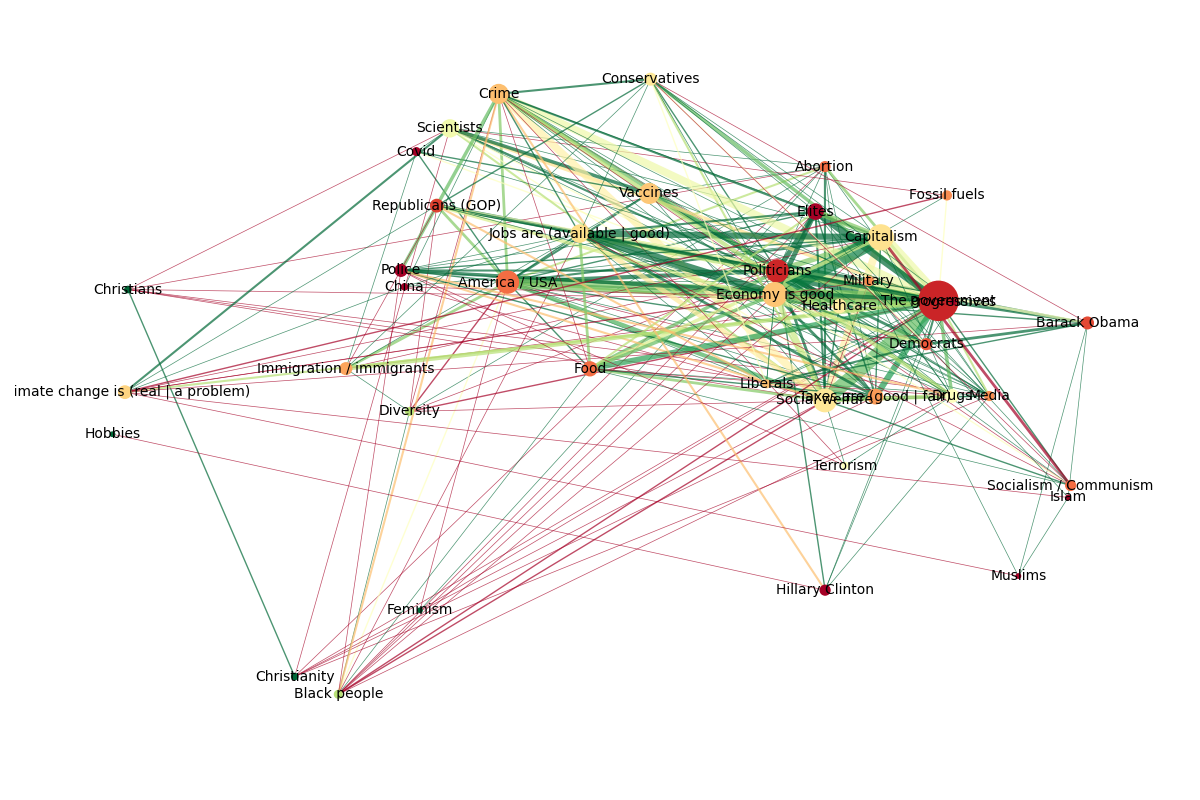 Conservatives
Crime
Scientists
Covid
Abortion
Vaccines
Fossil fuels
Republicans (GOP)
Elites
Jobs are (available | good)
Capitalism
Police
Politicians
America / USA
Military
China
Christians
Economy is good
The government
Progressives
Healthcare
Barack Obama
Democrats
Immigration / immigrants
Food
Liberals
imate change is (real | a problem)
Social welfare
Taxes are (good | fair)
Drugs
Media
Diversity
Hobbies
Terrorism
Socialism / Communism
Islam
Muslims
Hillary Clinton
Feminism
Christianity
Black people